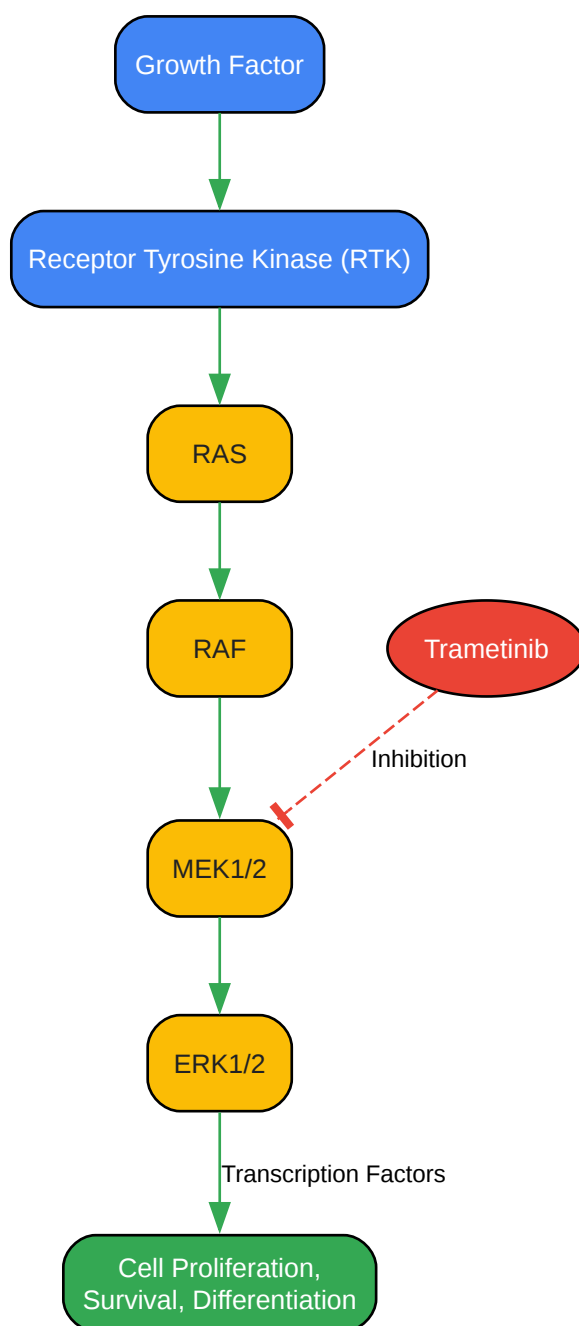 Growth Factor
Receptor Tyrosine Kinase (RTK)
RAS
RAF
Trametinib
Inhibition
MEK1/2
ERK1/2
Transcription Factors
Cell Proliferation,
Survival, Differentiation